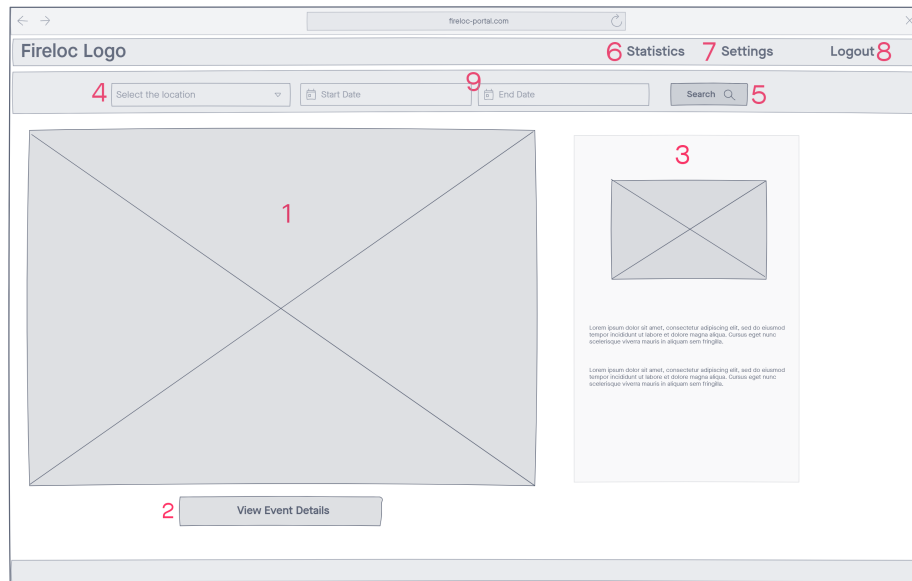 fireloc-portal.com
Fireloc Logo
6 Statistics 7 Settings Logout 8
4 Select the location Start Date 9 End Date Search 5
1
3
Lorem ipsum dolor sit amet, consectetur adipiscing elit, sed do eiusmod
tempor incididunt ut labore et dolore magna aliqua. Cursus eget nunc
scelerisque viverra mauris in aliquam sem fringilla.
Lorem ipsum dolor sit amet, consectetur adipiscing elit, sed do eiusmod
tempor incididunt ut labore et dolore magna aliqua. Cursus eget nunc
scelerisque viverra mauris in aliquam sem fringilla.
2 View Event Details